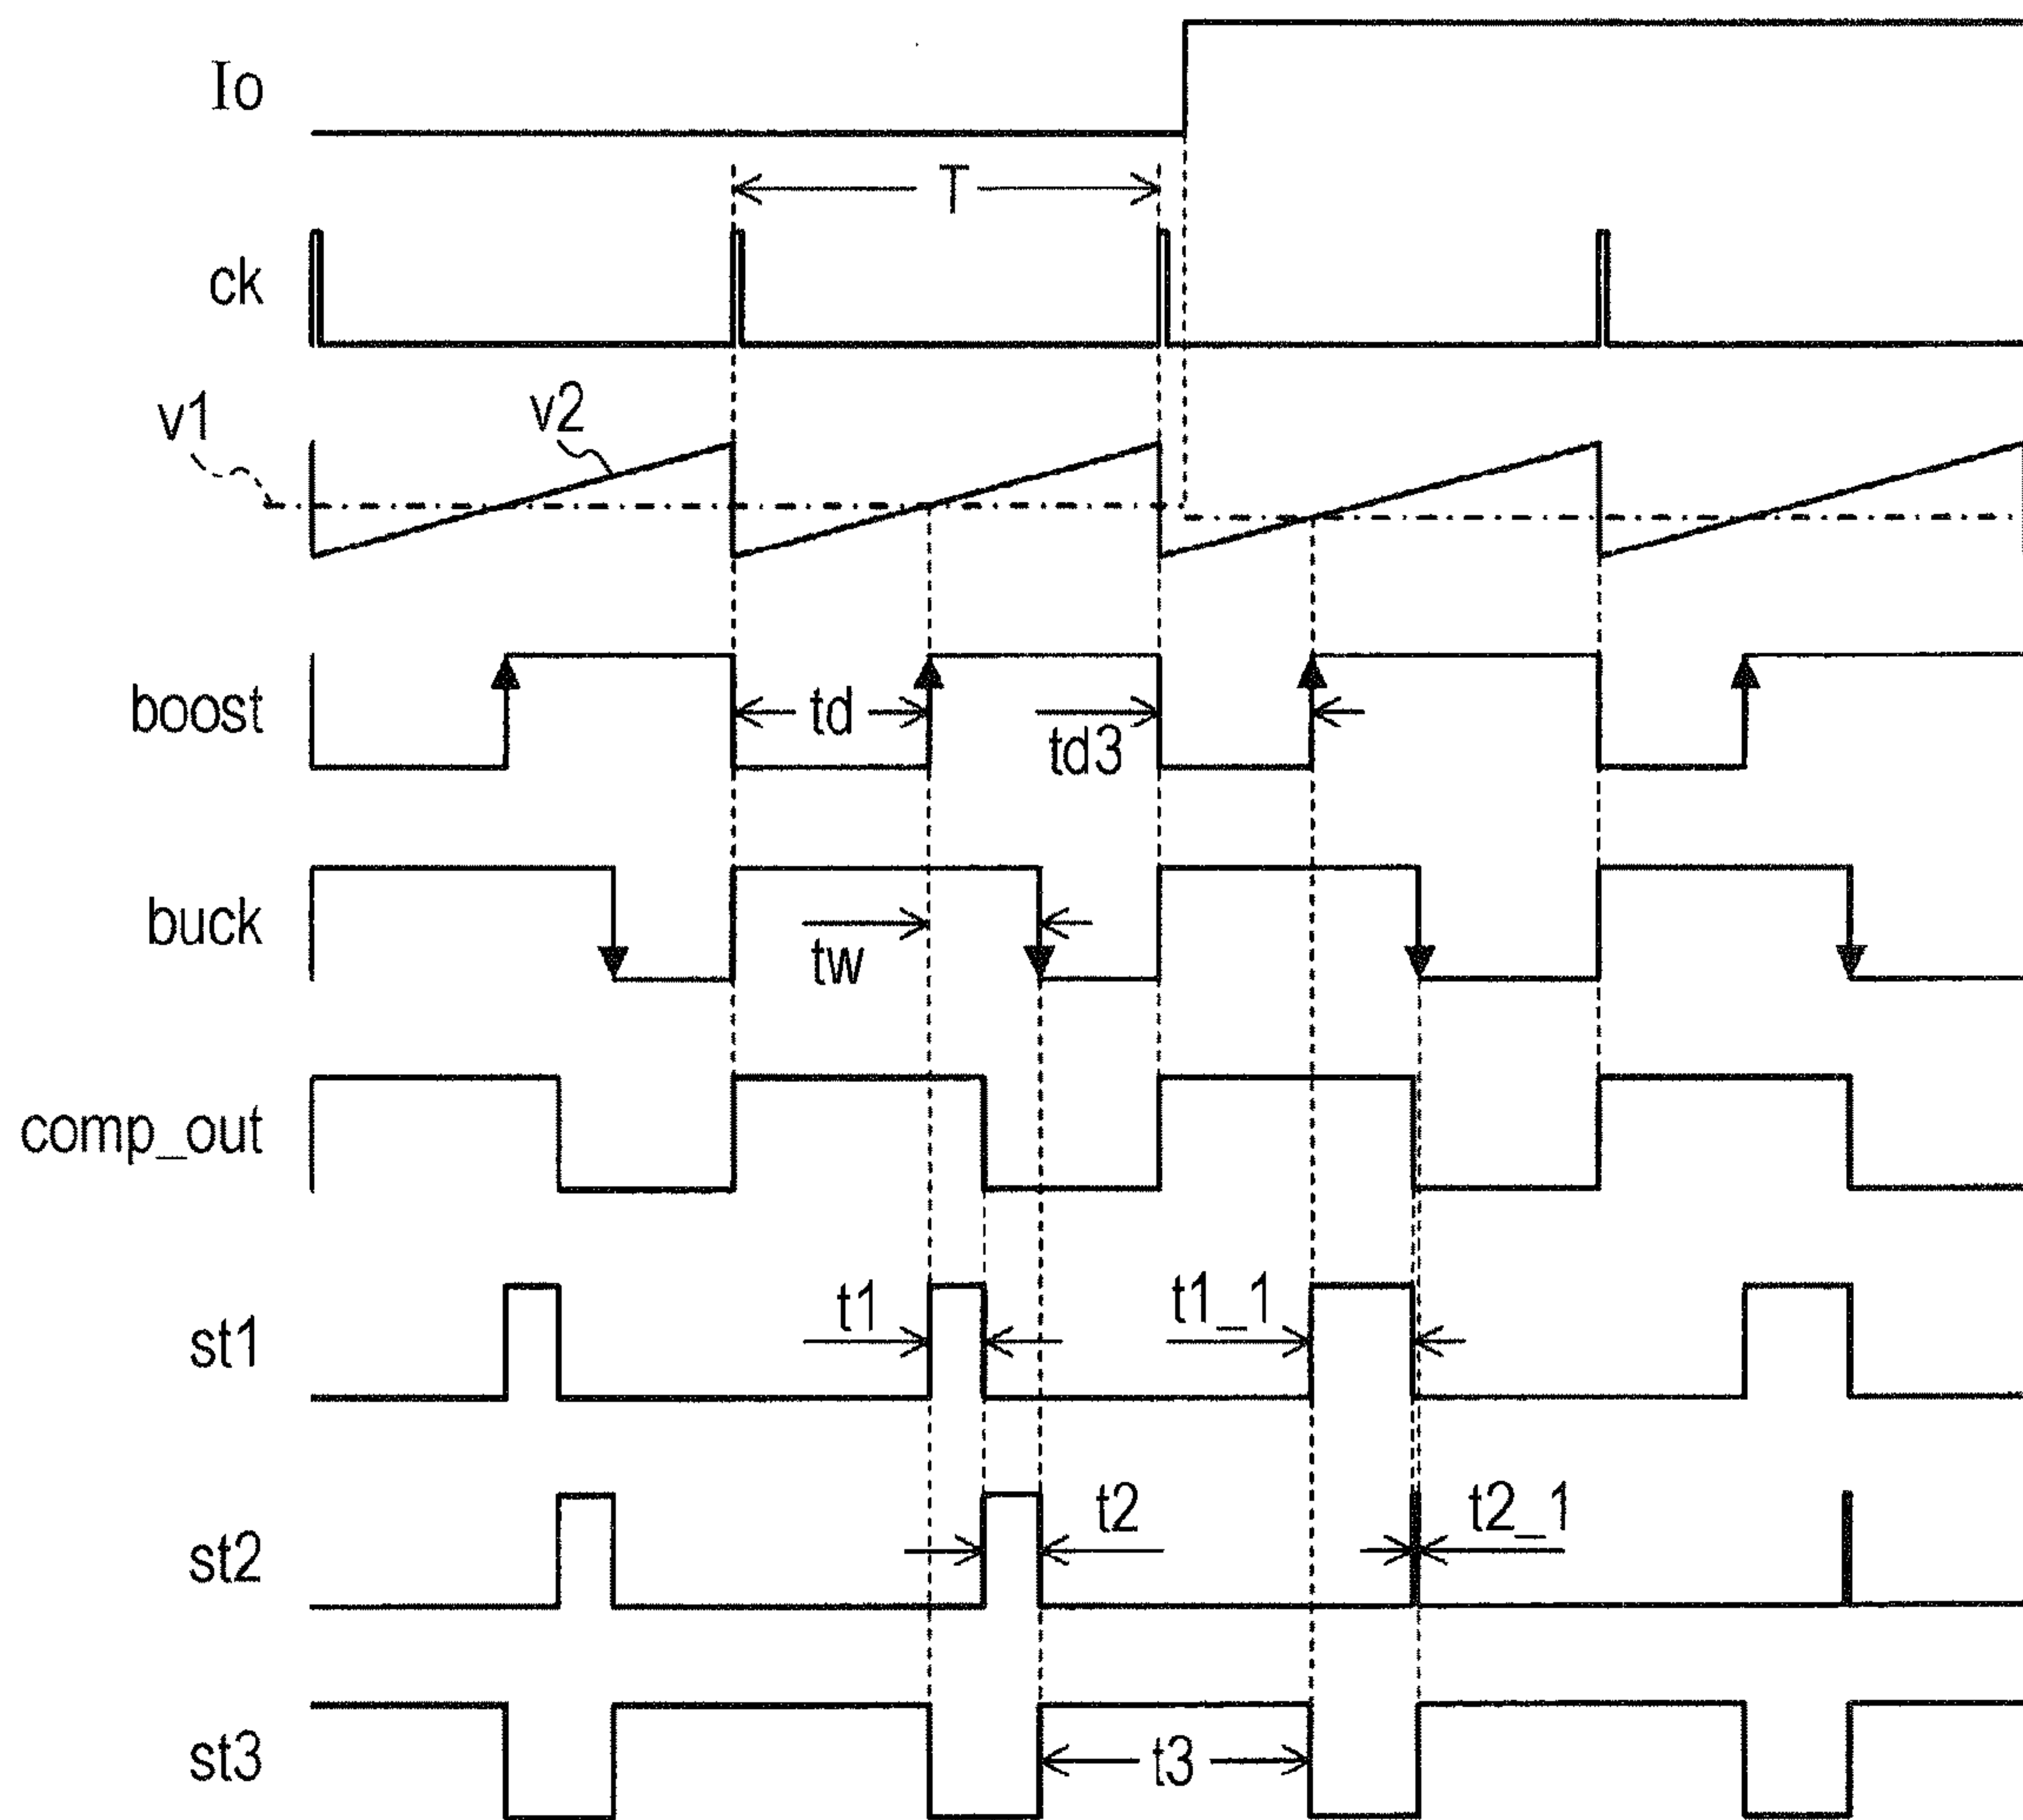 Io
T
ck
v1
v2
boost
td
td3
buck
tw
comp_out
st1
t1
t1_1
st2
t2
t2_1
st3
t3